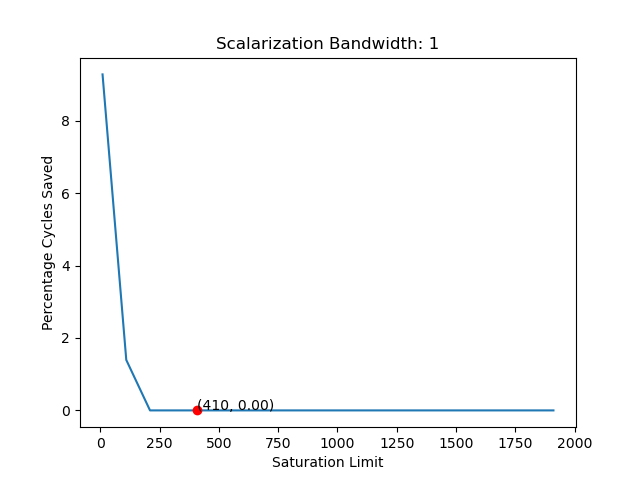 Scalarization Bandwidth: 1
Percentage Cycles Saved
8
6
4
2
0
(410, 0.00)
0 250 500 750 1000 1250 1500 1750 2000
Saturation Limit